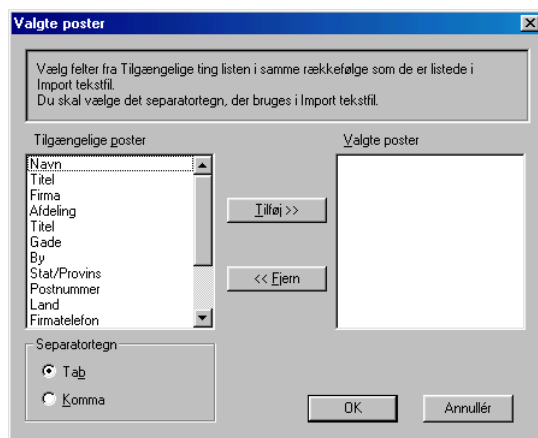 Valgte poster
Vælg felter fra Tilgængelige ting listen i samme rækkefølge som de er listede i
Import tekstfil.
Du skal vælge det separatortegn, der bruges i Import tekstfil.
Tilgængelige poster
Valgte poster
Navn
Titel
Firma
Afdeling
Titel
Gade
By
Stat/Provins
Postnummer
Land
Firmatelefon
Tilføj >>
<< Fjern
Separatortegn
Tab
Komma
OK
Annullér